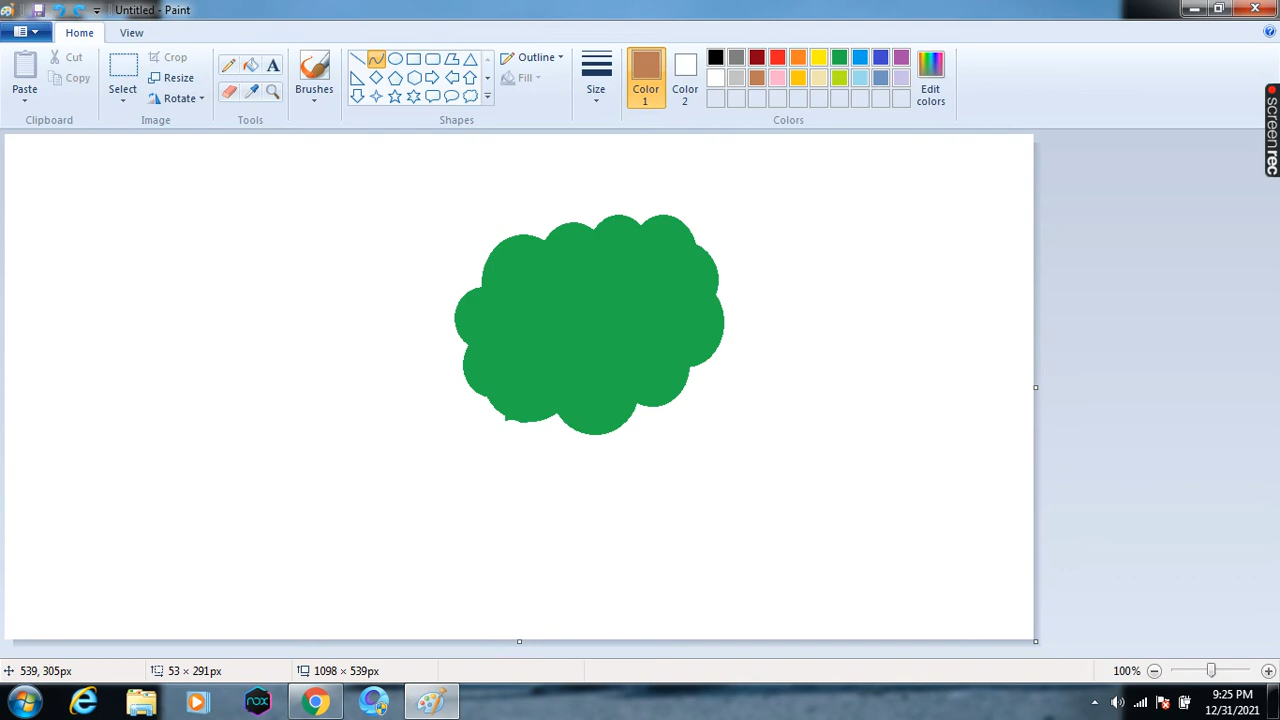 Untitled - Paint
Home View
Paste
Cut
Copy
Clipboard
Select
Crop
Resize
Rotate
Image
A
Tools
Brushes
Outline
Fill
Shapes
Size
Color 1
Color 2
Edit colors
Colors
screenrec
539, 305px
53 × 291px
1098 × 539px
100%
nox
9:25 PM
12/31/2021